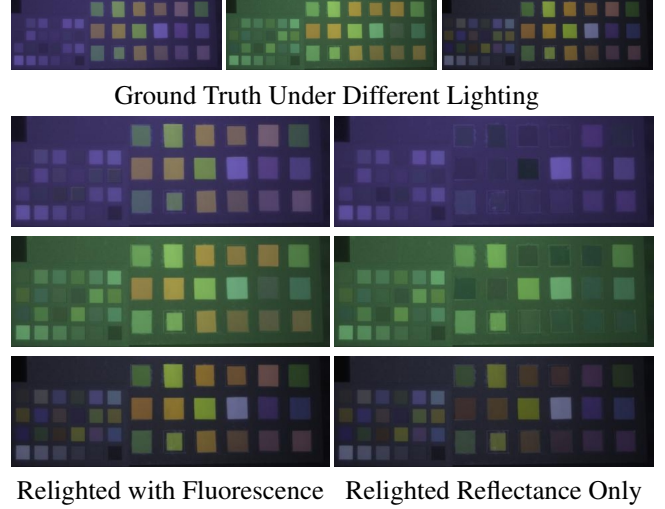 Ground Truth Under Different Lighting
Relighted with Fluorescence
Relighted Reflectance Only